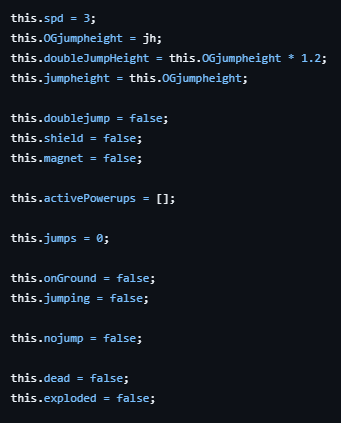 this.spd = 3;
this.OGjumpheight = jh;
this.doubleJumpHeight = this.OGjumpheight * 1.2;
this.jumpheight = this.OGjumpheight;
this.doublejump = false;
this.shield = false;
this.magnet = false;
this.activePowerups = [];
this.jumps = 0;
this.onGround = false;
this.jumping = false;
this.nojump = false;
this.dead = false;
this.exploded = false;